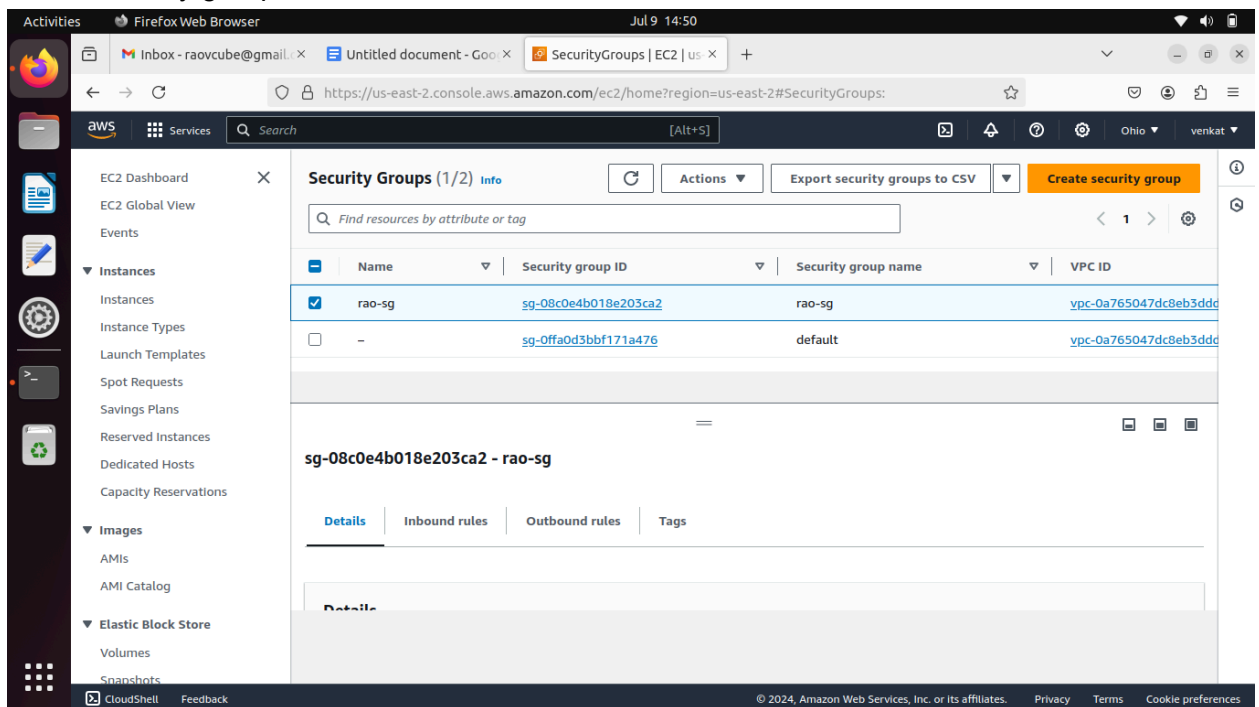 Activities Firefox Web Browser Jul 9 14:50
Inbox - raovcube@gmail.c Untitled document - Goo SecurityGroups | EC2 | us-
https://us-east-2.console.aws.amazon.com/ec2/home?region=us-east-2#SecurityGroups:
aws Services Search [Alt+S] Ohio venkat
EC2 Dashboard
EC2 Global View
Events
Instances
Instances
Instance Types
Launch Templates
Spot Requests
Savings Plans
Reserved Instances
Dedicated Hosts
Capacity Reservations
Images
AMIs
AMI Catalog
Elastic Block Store
Volumes
Snapshots
Security Groups (1/2) Info Actions Export security groups to CSV Create security group
Find resources by attribute or tag 1
Name Security group ID Security group name VPC ID
rao-sg sg-08c0e4b018e203ca2 rao-sg vpc-0a765047dc8eb3ddd
– sg-0ffa0d3bbf171a476 default vpc-0a765047dc8eb3ddd
sg-08c0e4b018e203ca2 - rao-sg
Details Inbound rules Outbound rules Tags
Details
CloudShell Feedback © 2024, Amazon Web Services, Inc. or its affiliates. Privacy Terms Cookie preferences